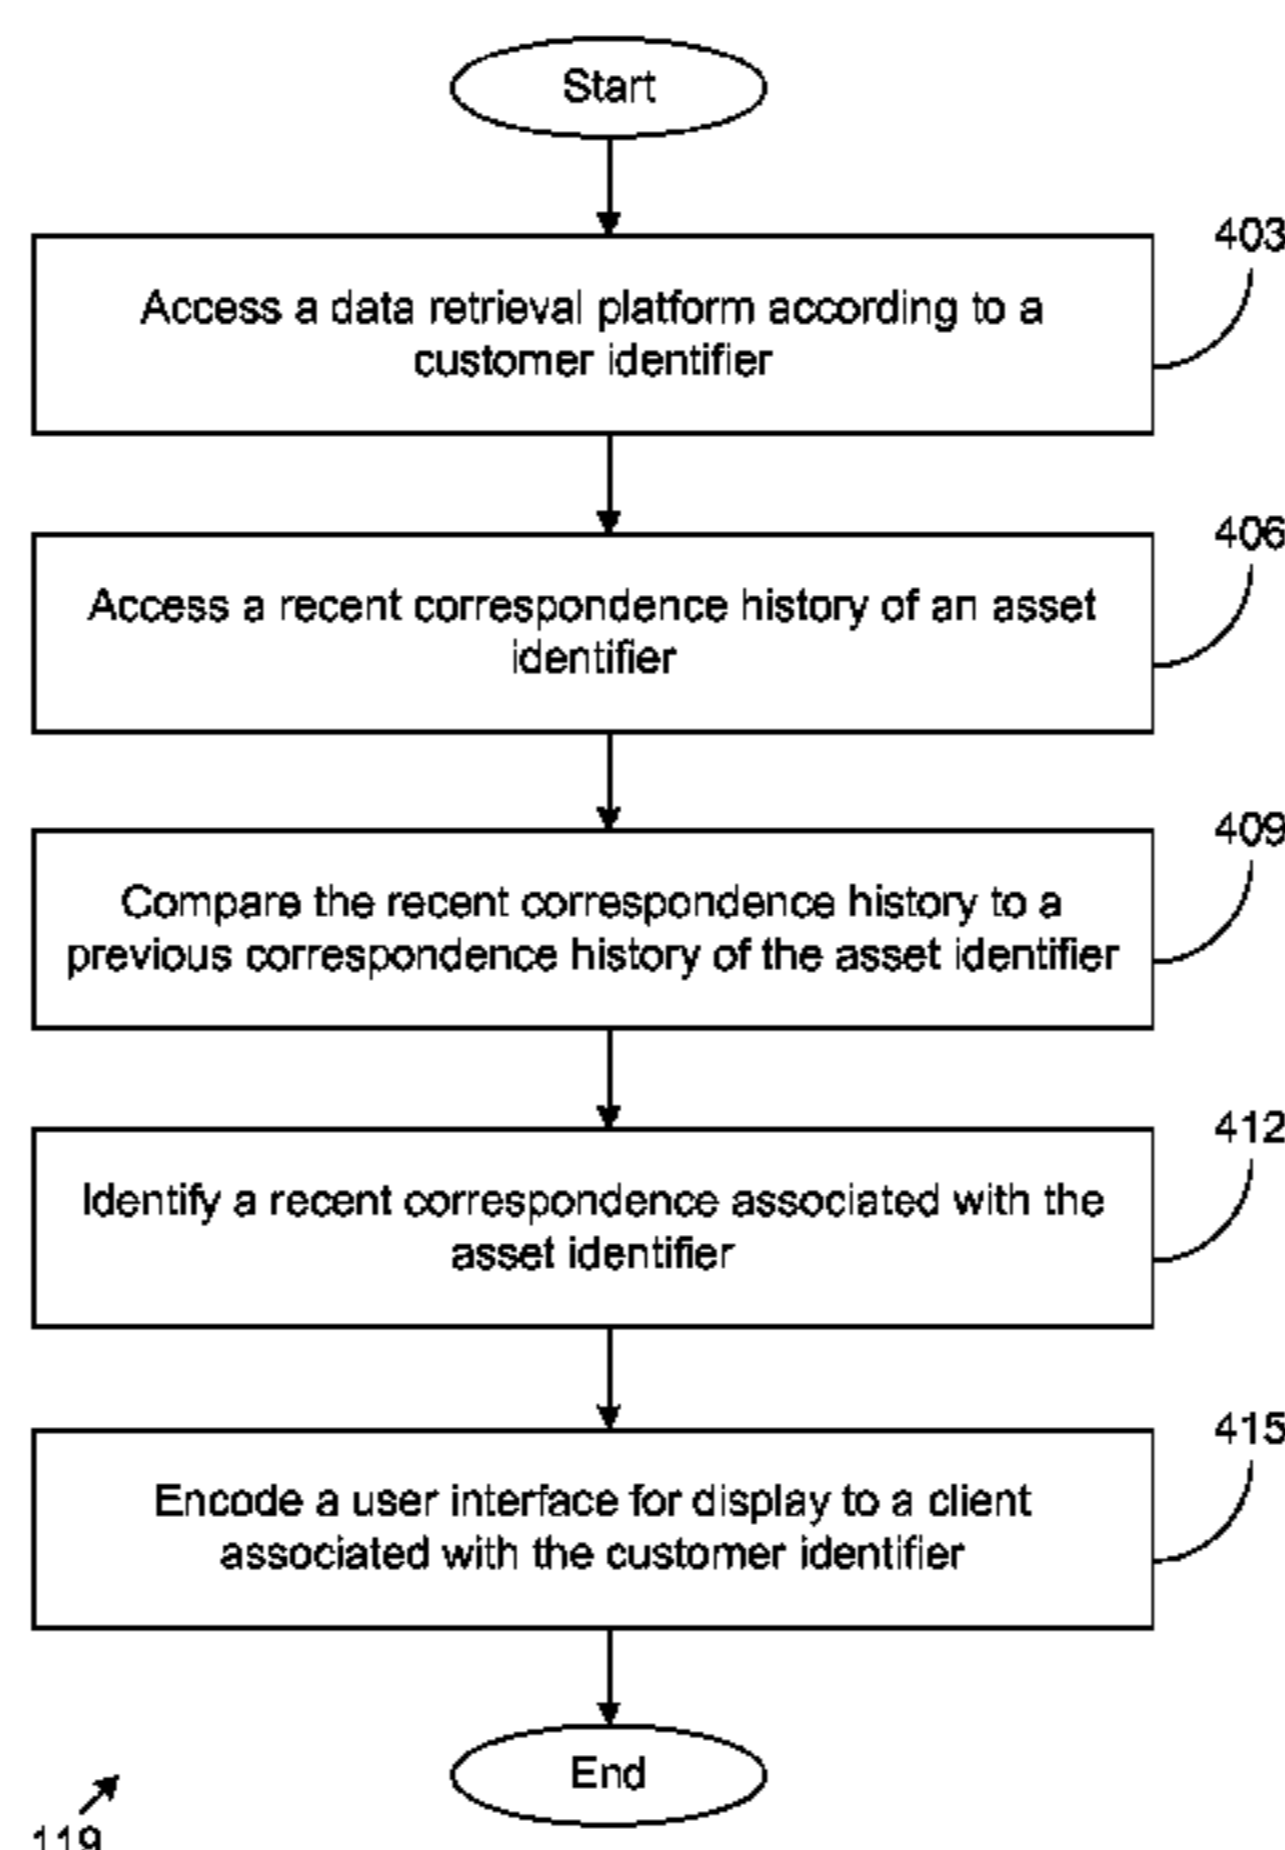 Start
403
Access a data retrieval platform according to a
customer identifier
406
Access a recent correspondence history of an asset
identifier
409
Compare the recent correspondence history to a
previous correspondence history of the asset identifier
412
Identify a recent correspondence associated with the
asset identifier
415
Encode a user interface for display to a client
associated with the customer identifier
End
119